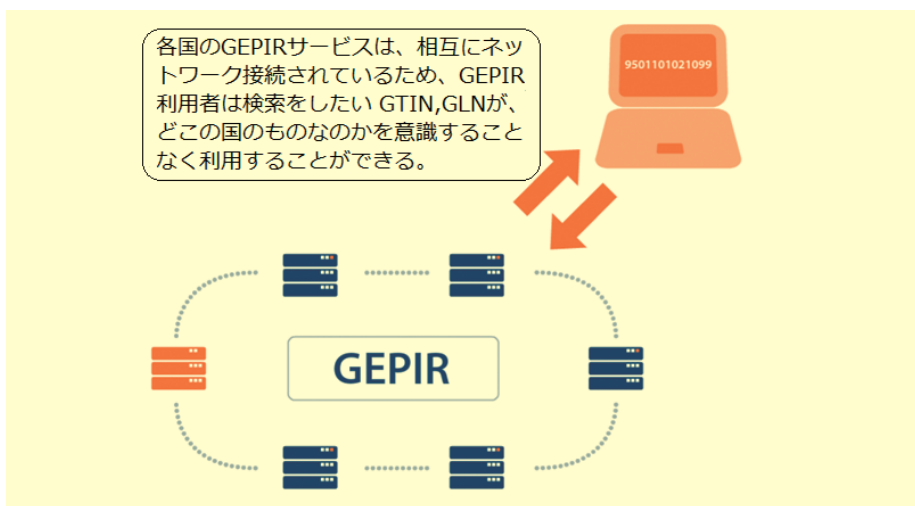 各国のGEPIRサービスは、相互にネッ
トワーク接続されているため、GEPIR
利用者は検索をしたい GTIN,GLNが、
どこの国のものなのかを意識すること
なく利用することができる。
9501101021099
GEPIR